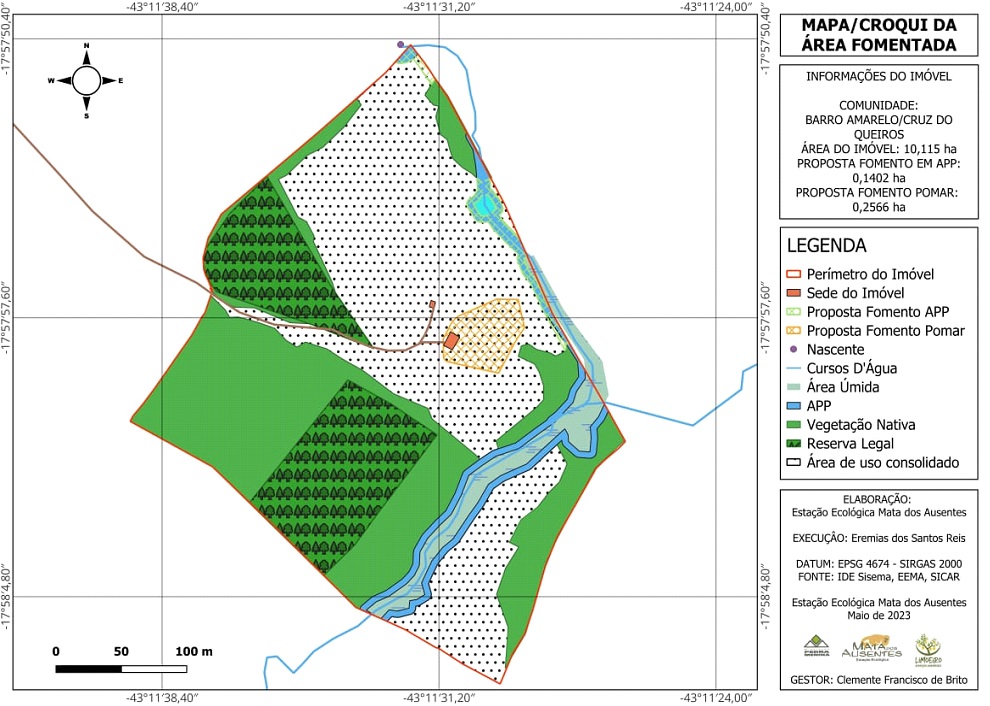 -43°11′38,40″
-43°11′31,20″
-43°11′24,00″
-17°57′50,40″
-17°57′50,40″
N
W
E
S
-17°57′57,60″
-17°57′57,60″
-17°58′4,80″
-17°58′4,80″
0
50
100 m
-43°11′38,40″
-43°11′31,20″
-43°11′24,00″
MAPA/CROQUI DA
ÁREA FOMENTADA
INFORMAÇÕES DO IMÓVEL
COMUNIDADE:
BARRO AMARELO/CRUZ DO
QUEIROS
ÁREA DO IMÓVEL: 10,115 ha
PROPOSTA FOMENTO EM APP:
0,1402 ha
PROPOSTA FOMENTO POMAR:
0,2566 ha
LEGENDA
Perímetro do Imóvel
Sede do Imóvel
Proposta Fomento APP
Proposta Fomento Pomar
Nascente
Cursos D'Água
Área Úmida
APP
Vegetação Nativa
Reserva Legal
Área de uso consolidado
ELABORAÇÃO:
Estação Ecológica Mata dos Ausentes
EXECUÇÂO: Eremias dos Santos Reis
DATUM: EPSG 4674 - SIRGAS 2000
FONTE: IDE Sisema, EEMA, SICAR
Estação Ecológica Mata dos Ausentes
Maio de 2023
MATA DOS
AUSENTES
Estação Ecológica
LIMOEIRO
GESTOR: Clemente Francisco de Brito